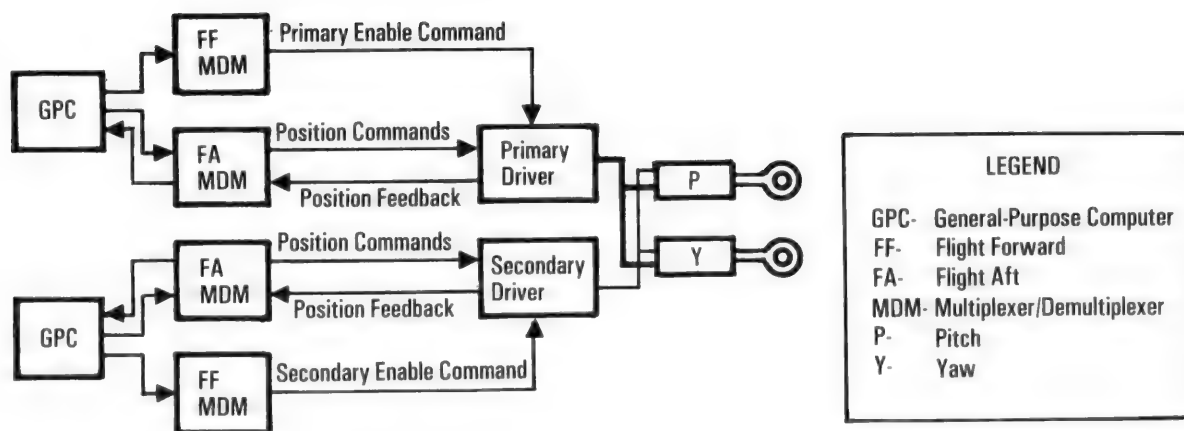 FF
MDM
Primary Enable Command
GPC
FA
MDM
Position Commands
Position Feedback
Primary
Driver
P
Y
FA
MDM
Position Commands
Position Feedback
Secondary
Driver
GPC
FF
MDM
Secondary Enable Command
LEGEND
GPC- General-Purpose Computer
FF- Flight Forward
FA- Flight Aft
MDM- Multiplexer/Demultiplexer
P- Pitch
Y- Yaw